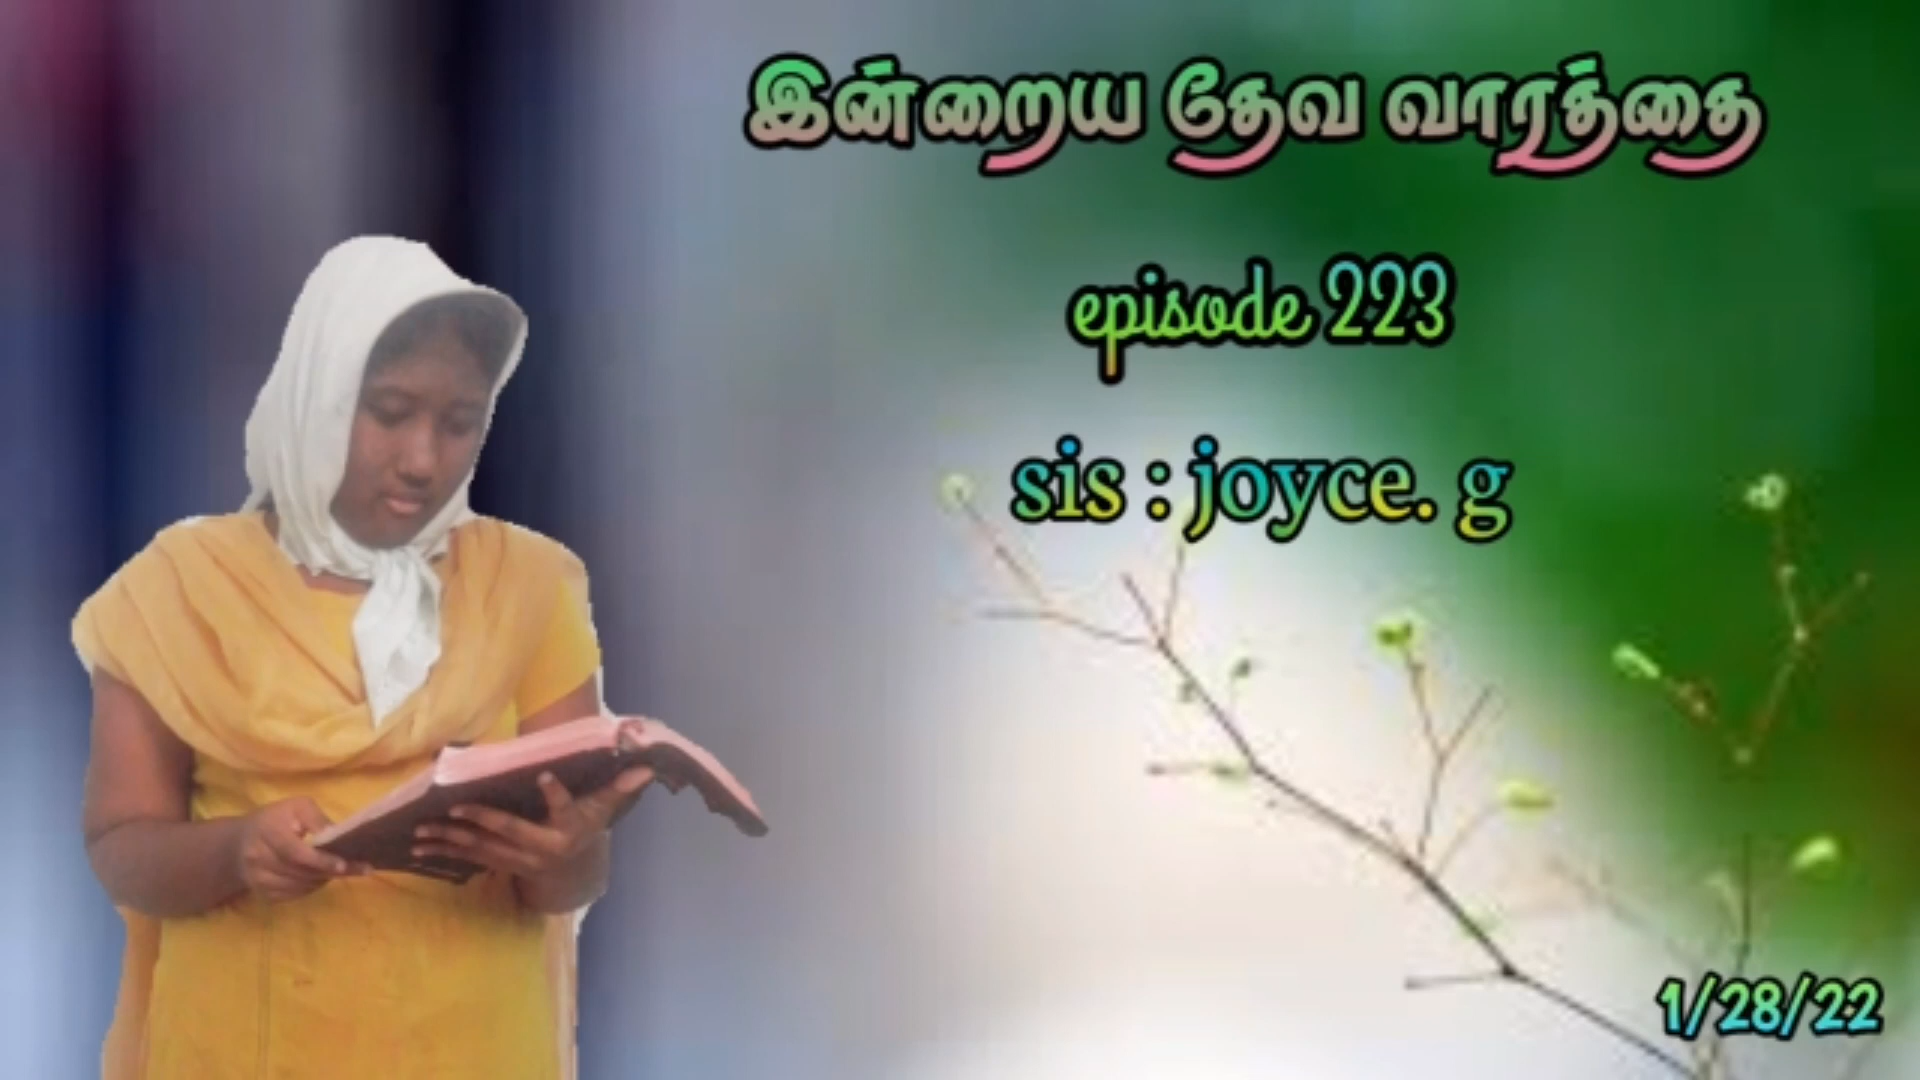 இன்றைய தேவ வார்த்தை
episode 223
sis : joyce. g
1/28/22